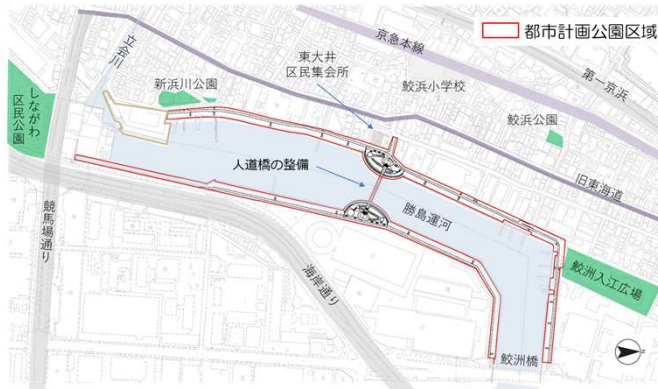 都市計画公園区域
立会川
東大井
区民集会所
京急本線
第一京浜
新浜川公園
鮫浜小学校
しながわ
区民公園
鮫浜公園
人道橋の整備
旧東海道
勝島運河
競馬場通り
海岸通り
鮫洲入江広場
鮫洲橋